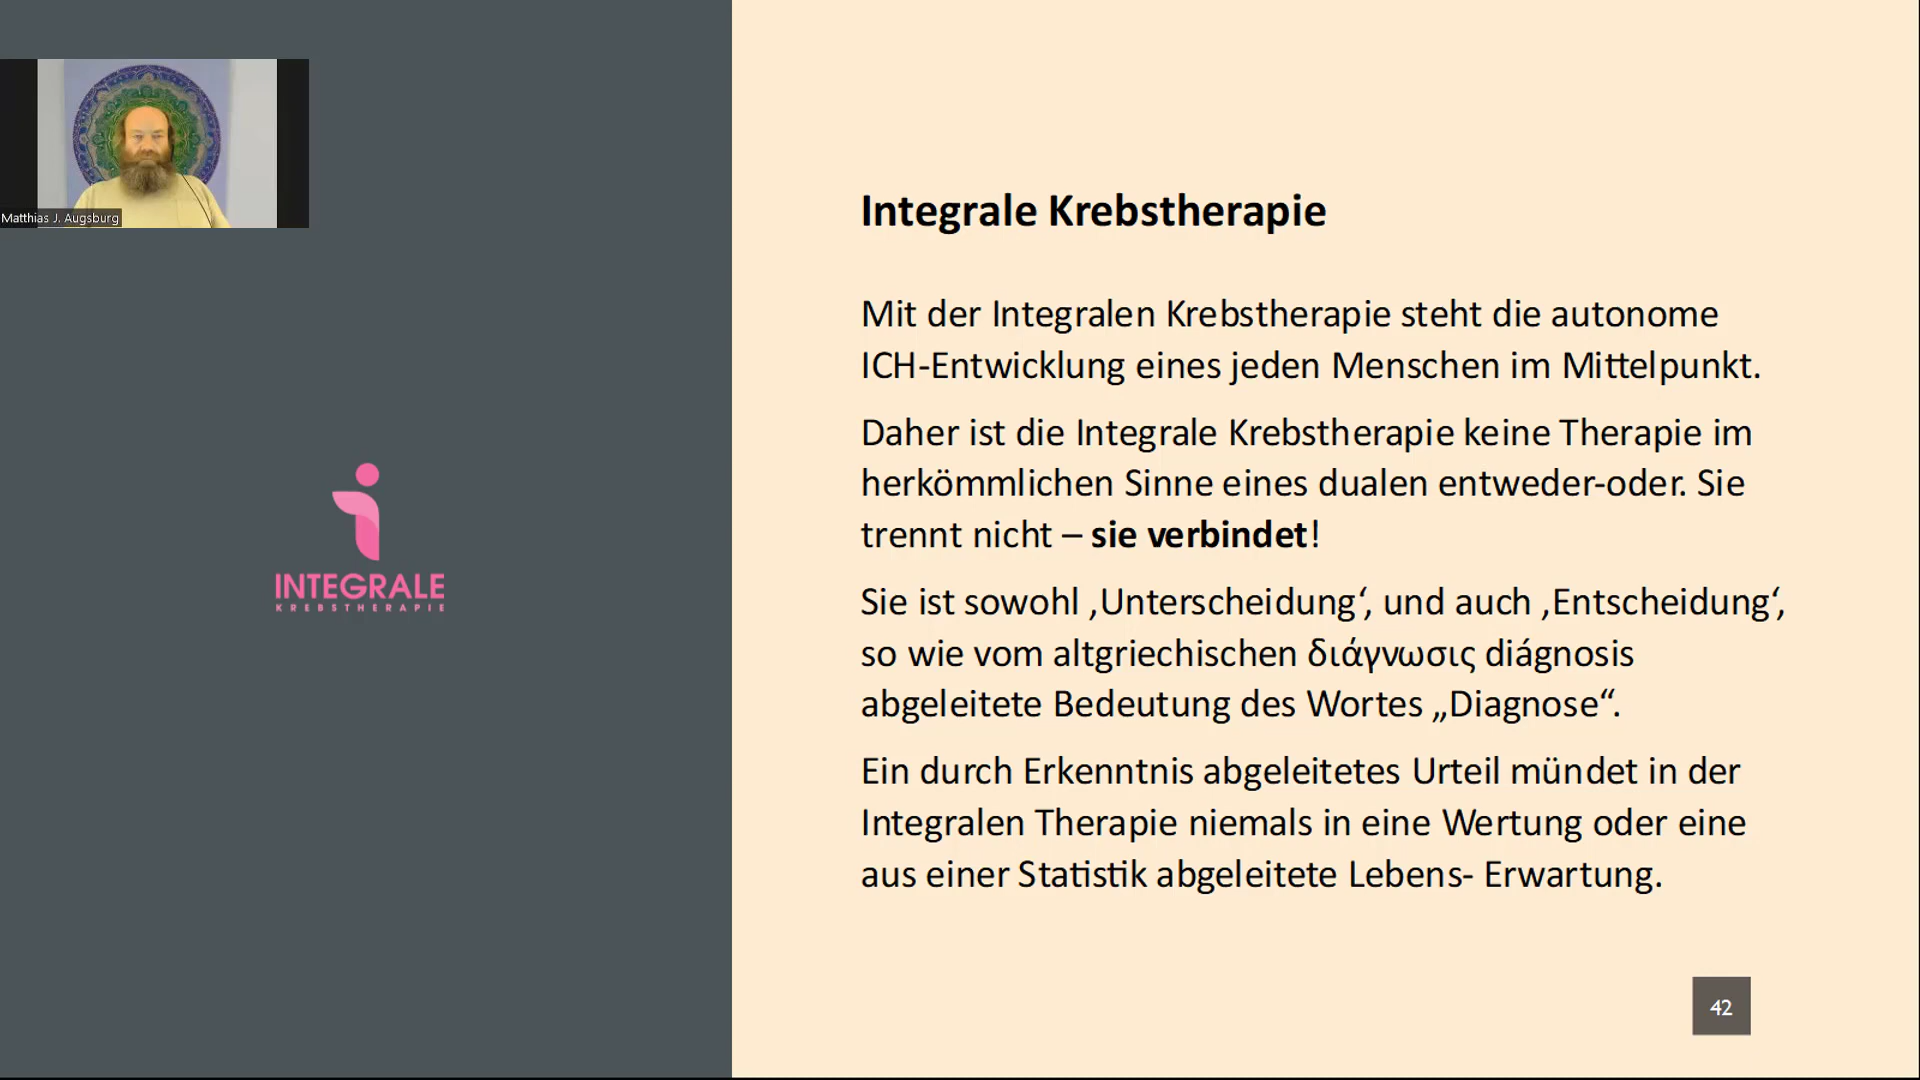 Matthias J. Augsburg
INTEGRALE
KREBSTHERAPIE
Integrale Krebstherapie
Mit der Integralen Krebstherapie steht die autonome
ICH-Entwicklung eines jeden Menschen im Mittelpunkt.
Daher ist die Integrale Krebstherapie keine Therapie im
herkömmlichen Sinne eines dualen entweder-oder. Sie
trennt nicht – sie verbindet!
Sie ist sowohl ‚Unterscheidung‘, und auch ‚Entscheidung‘,
so wie vom altgriechischen διάγνωσις diágnosis
abgeleitete Bedeutung des Wortes „Diagnose“.
Ein durch Erkenntnis abgeleitetes Urteil mündet in der
Integralen Therapie niemals in eine Wertung oder eine
aus einer Statistik abgeleitete Lebens- Erwartung.
42